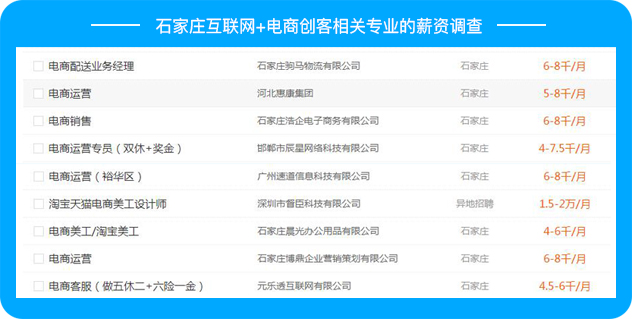 石家庄互联网+电商创客相关专业的薪资调查
电商配送业务经理 石家庄驹马物流有限公司 石家庄 6-8千/月
电商运营 河北惠康集团 石家庄 5-8千/月
电商销售 石家庄浩企电子商务有限公司 石家庄 6-8千/月
电商运营专员（双休+奖金） 邯郸市辰星网络科技有限公司 石家庄 4-7.5千/月
电商运营（裕华区） 广州速道信息科技有限公司 石家庄 6-8千/月
淘宝天猫电商美工设计师 深圳市督臣科技有限公司 异地招聘 1.5-2万/月
电商美工/淘宝美工 石家庄晨光办公用品有限公司 石家庄 4-6千/月
电商运营 石家庄博鼎企业营销策划有限公司 石家庄 6-8千/月
电商客服（做五休二+六险一金） 元乐透互联网有限公司 石家庄 4.5-6千/月